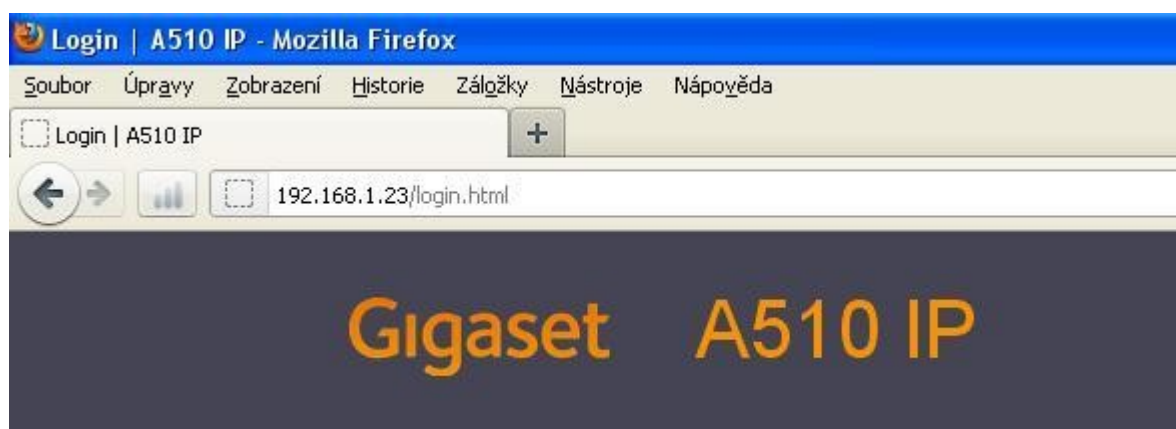 Login | A510 IP - Mozilla Firefox
Soubor Úpravy Zobrazení Historie Záložky Nástroje Nápověda
Login | A510 IP
192.168.1.23/login.html
Gigaset A510 IP